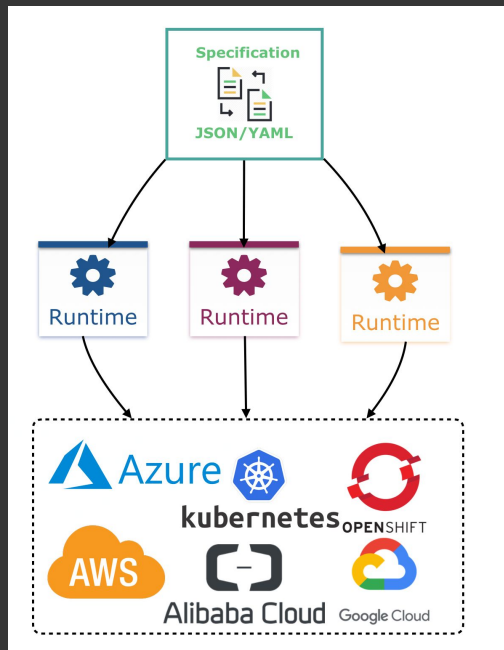 Specification
JSON/YAML
Runtime
Runtime
Runtime
Azure
kubernetes
OPENSHIFT
AWS
Alibaba Cloud
Google Cloud